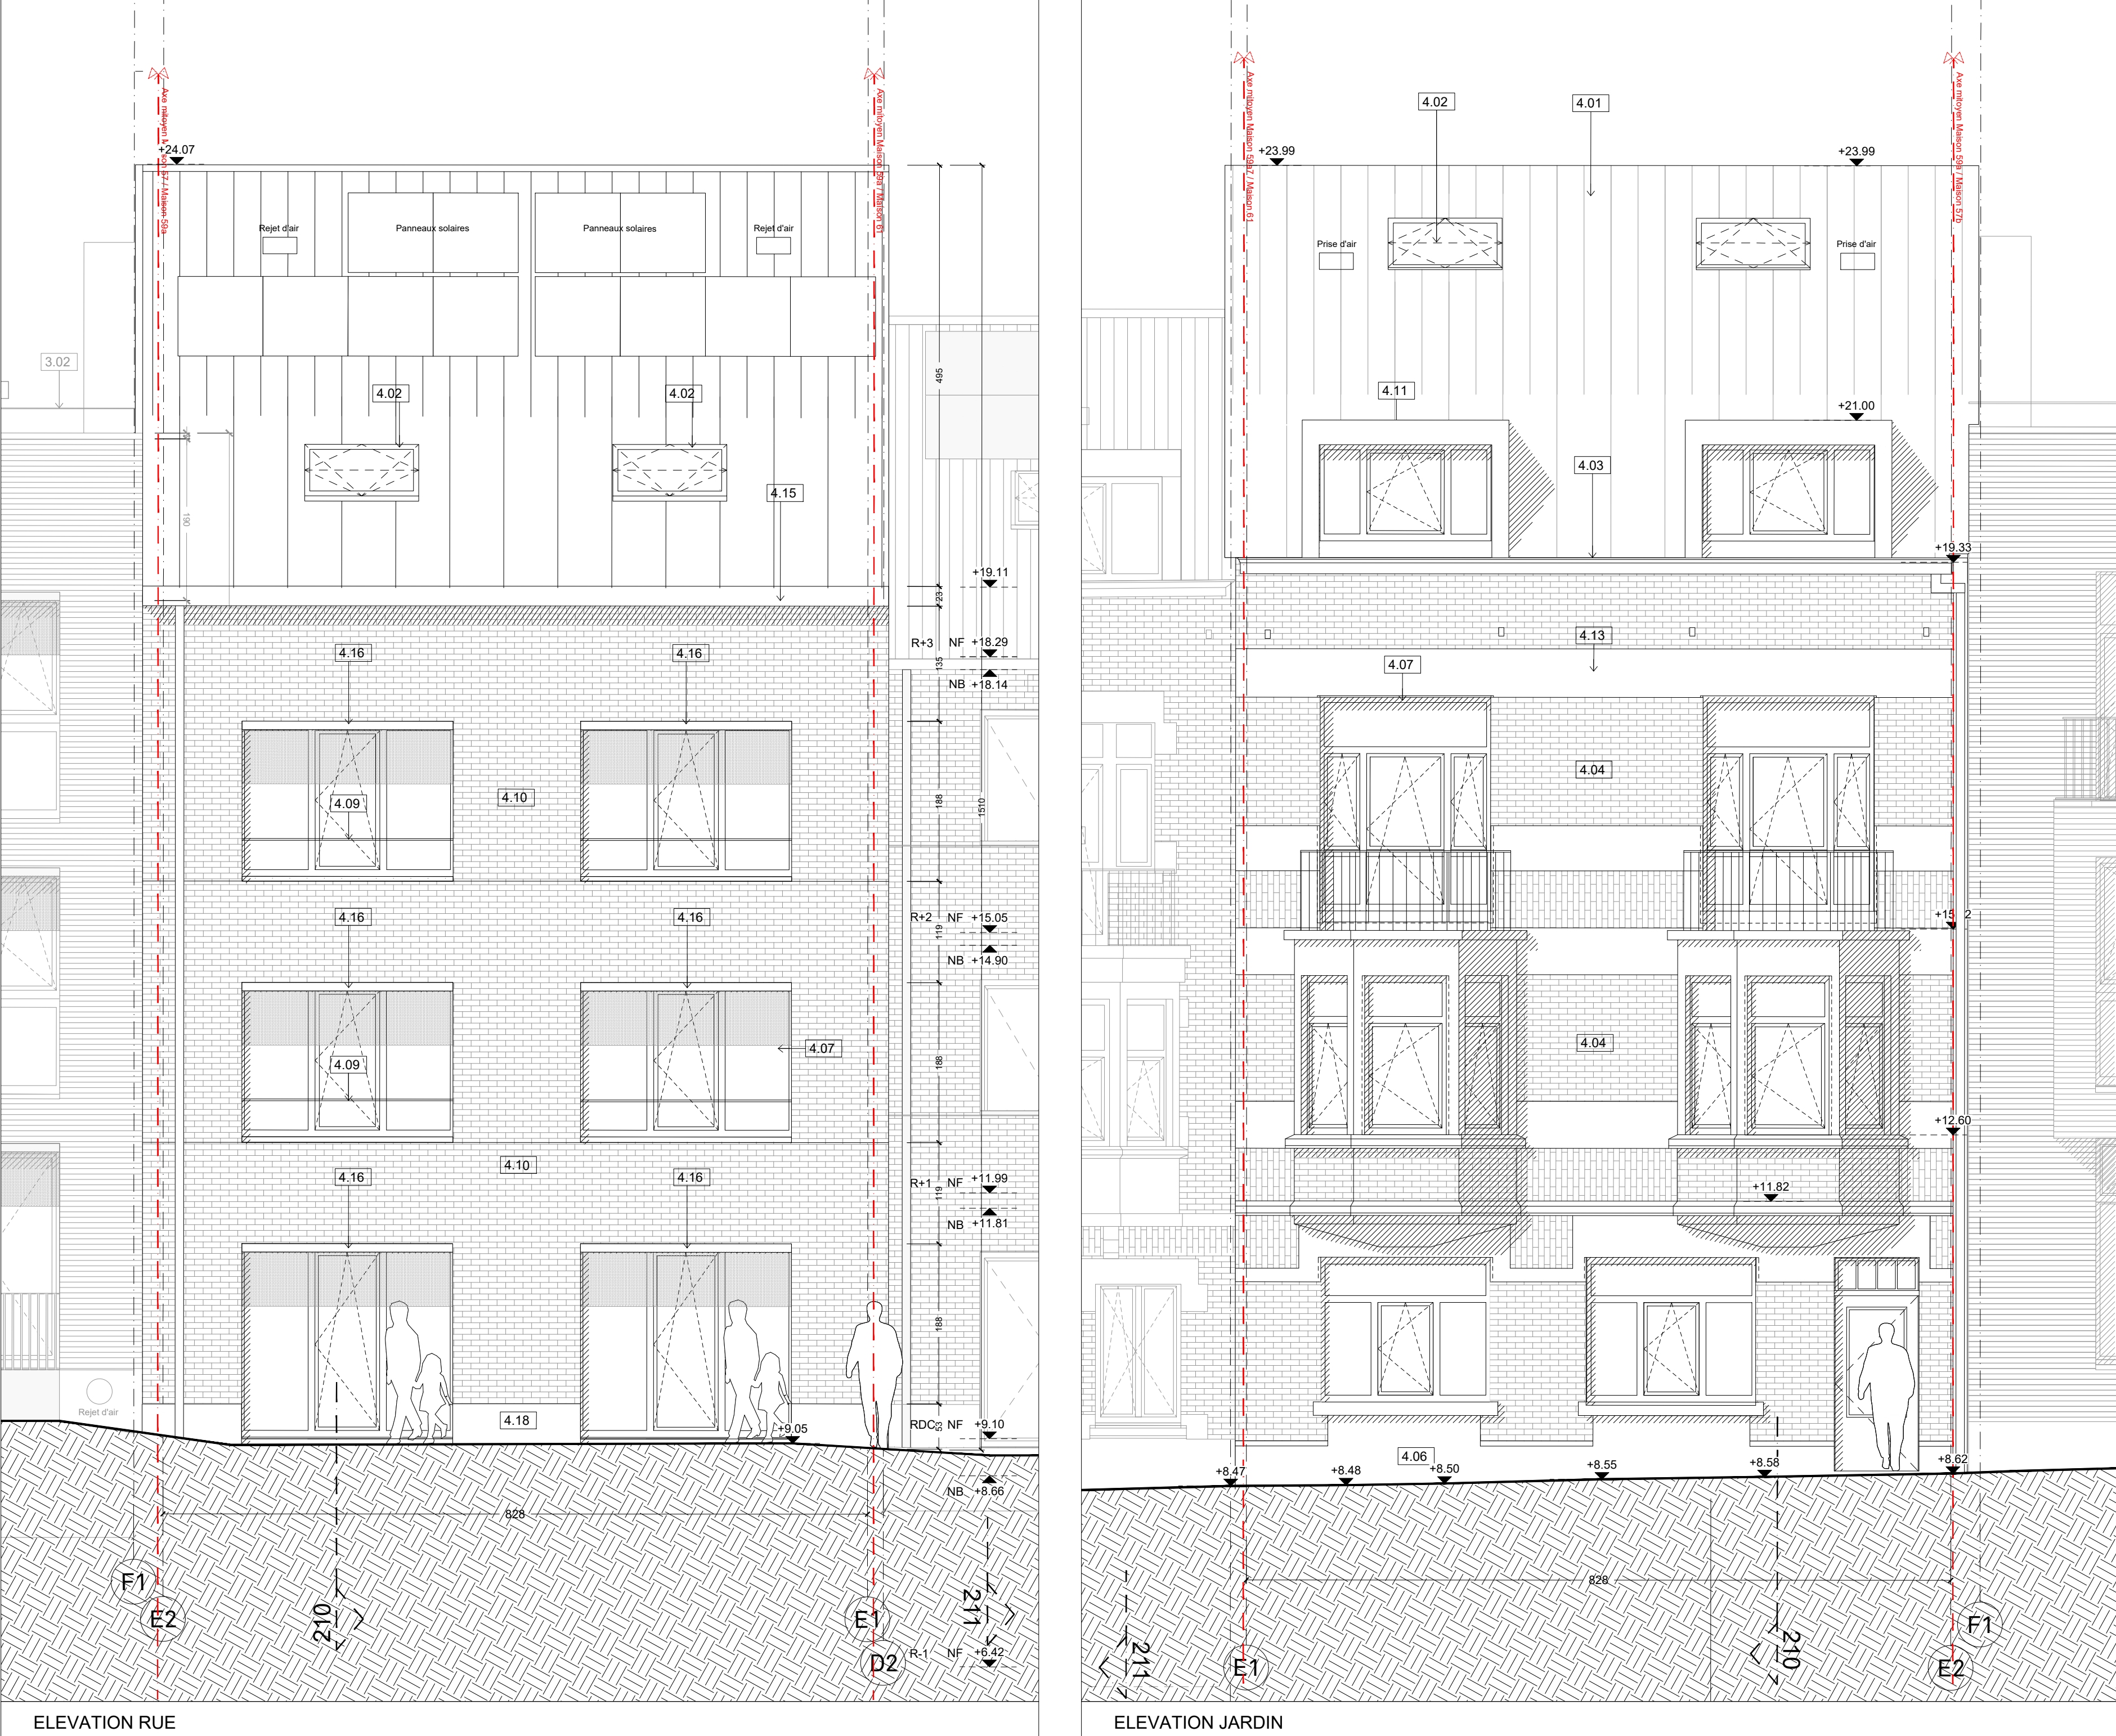 Axe mitoyen M son 57 / Maison 59a
Axe mitoyen Maison 59a / Maison 61
+24.07
Rejet d'air
Panneaux solaires
Panneaux solaires
Rejet d'air
3.02
4.02
4.02
495
190
4.15
+19.11
23
R+3 NF +18.29
135
NB +18.14
4.16
4.16
4.09
4.10
188
1510
4.16
4.16
R+2 NF +15.05
119
NB +14.90
4.09
4.07
188
4.10
4.16
4.16
R+1 NF +11.99
119
NB +11.81
188
Rejet d'air
4.18
+9.05
RDC NF +9.10
53
NB +8.66
828
F1
E2
210
E1
D2
211
R-1 NF +6.42
ELEVATION RUE
Axe mitoyen Maison 59a7 / Maison 61
Axe mitoyen Maison 59a / Maison 57b
4.02
4.01
+23.99
+23.99
Prise d'air
Prise d'air
4.11
+21.00
4.03
+19.33
4.13
4.07
4.04
4.04
+12.60
+11.82
4.06
+8.47
+8.48
+8.50
+8.55
+8.58
+8.62
828
211
E1
210
F1
E2
ELEVATION JARDIN